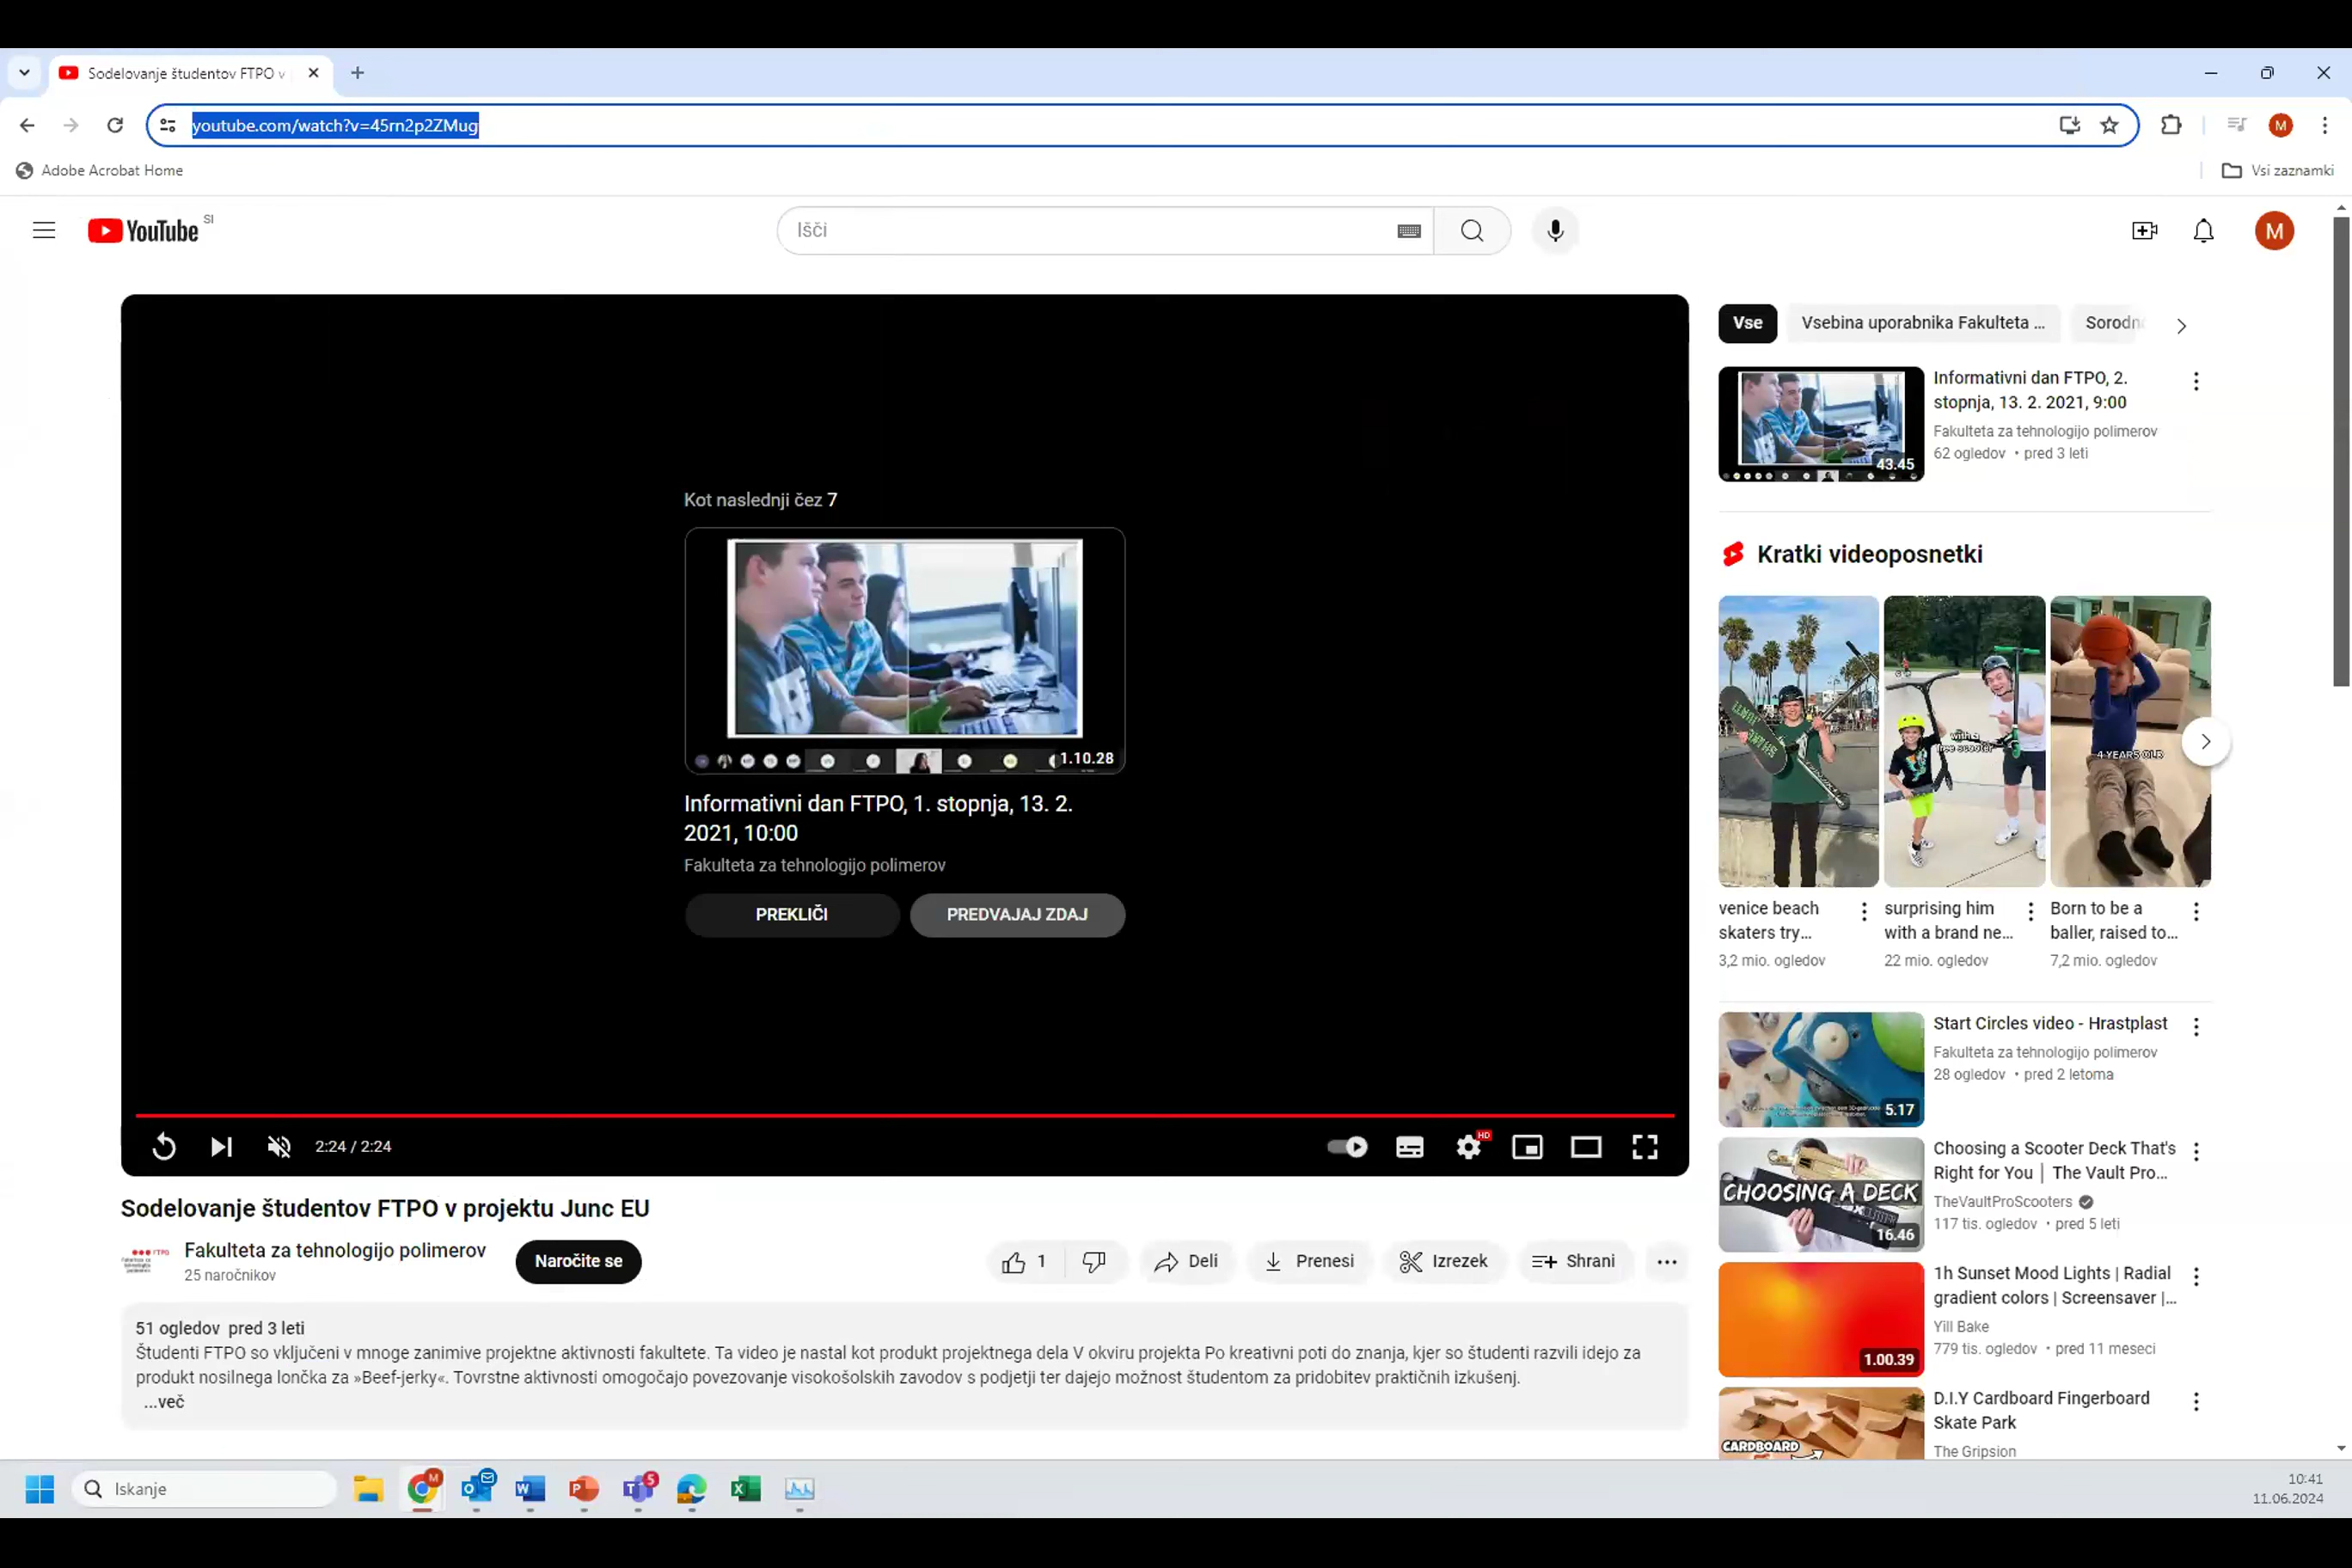 Sodelovanje študentov FTPO v
youtube.com/watch?v=45rn2p2ZMug
M
Adobe Acrobat Home
Vsi zaznamki
YouTube SI
Išči
M
Kot naslednji čez 7
1.10.28
Informativni dan FTPO, 1. stopnja, 13. 2.
2021, 10:00
Fakulteta za tehnologijo polimerov
PREKLIČI
PREDVAJAJ ZDAJ
2:24 / 2:24
HD
Sodelovanje študentov FTPO v projektu Junc EU
Fakulteta za tehnologijo polimerov
25 naročnikov
Naročite se
1
Deli
Prenesi
Izrezek
Shrani
51 ogledov pred 3 leti
Študenti FTPO so vključeni v mnoge zanimive projektne aktivnosti fakultete. Ta video je nastal kot produkt projektnega dela V okviru projekta Po kreativni poti do znanja, kjer so študenti razvili idejo za
produkt nosilnega lončka za »Beef-jerky«. Tovrstne aktivnosti omogočajo povezovanje visokošolskih zavodov s podjetji ter dajejo možnost študentom za pridobitev praktičnih izkušenj.
...več
Vse
Vsebina uporabnika Fakulteta ...
Sorodn
43.45
Informativni dan FTPO, 2.
stopnja, 13. 2. 2021, 9:00
Fakulteta za tehnologijo polimerov
62 ogledov • pred 3 leti
Kratki videoposnetki
with a
free scooter
4 YEARS OLD
venice beach
skaters try...
3,2 mio. ogledov
surprising him
with a brand ne...
22 mio. ogledov
Born to be a
baller, raised to...
7,2 mio. ogledov
5.17
Start Circles video - Hrastplast
Fakulteta za tehnologijo polimerov
28 ogledov • pred 2 letoma
CHOOSING A DECK
16.46
Choosing a Scooter Deck That's
Right for You | The Vault Pro...
TheVaultProScooters
117 tis. ogledov • pred 5 leti
1.00.39
1h Sunset Mood Lights | Radial
gradient colors | Screensaver |...
Yill Bake
779 tis. ogledov • pred 11 meseci
CARDBOARD
D.I.Y Cardboard Fingerboard
Skate Park
The Gripsion
Iskanje
M
5
10:41
11.06.2024